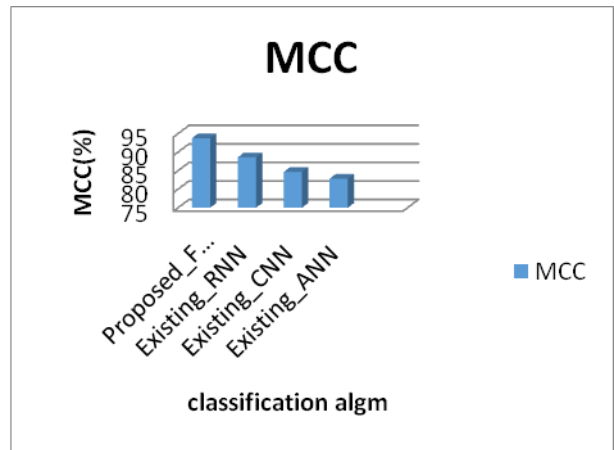 MCC
MCC(%)
95
90
85
80
75
Proposed_F...
Existing_RNN
Existing_CNN
Existing_ANN
MCC
classification algm